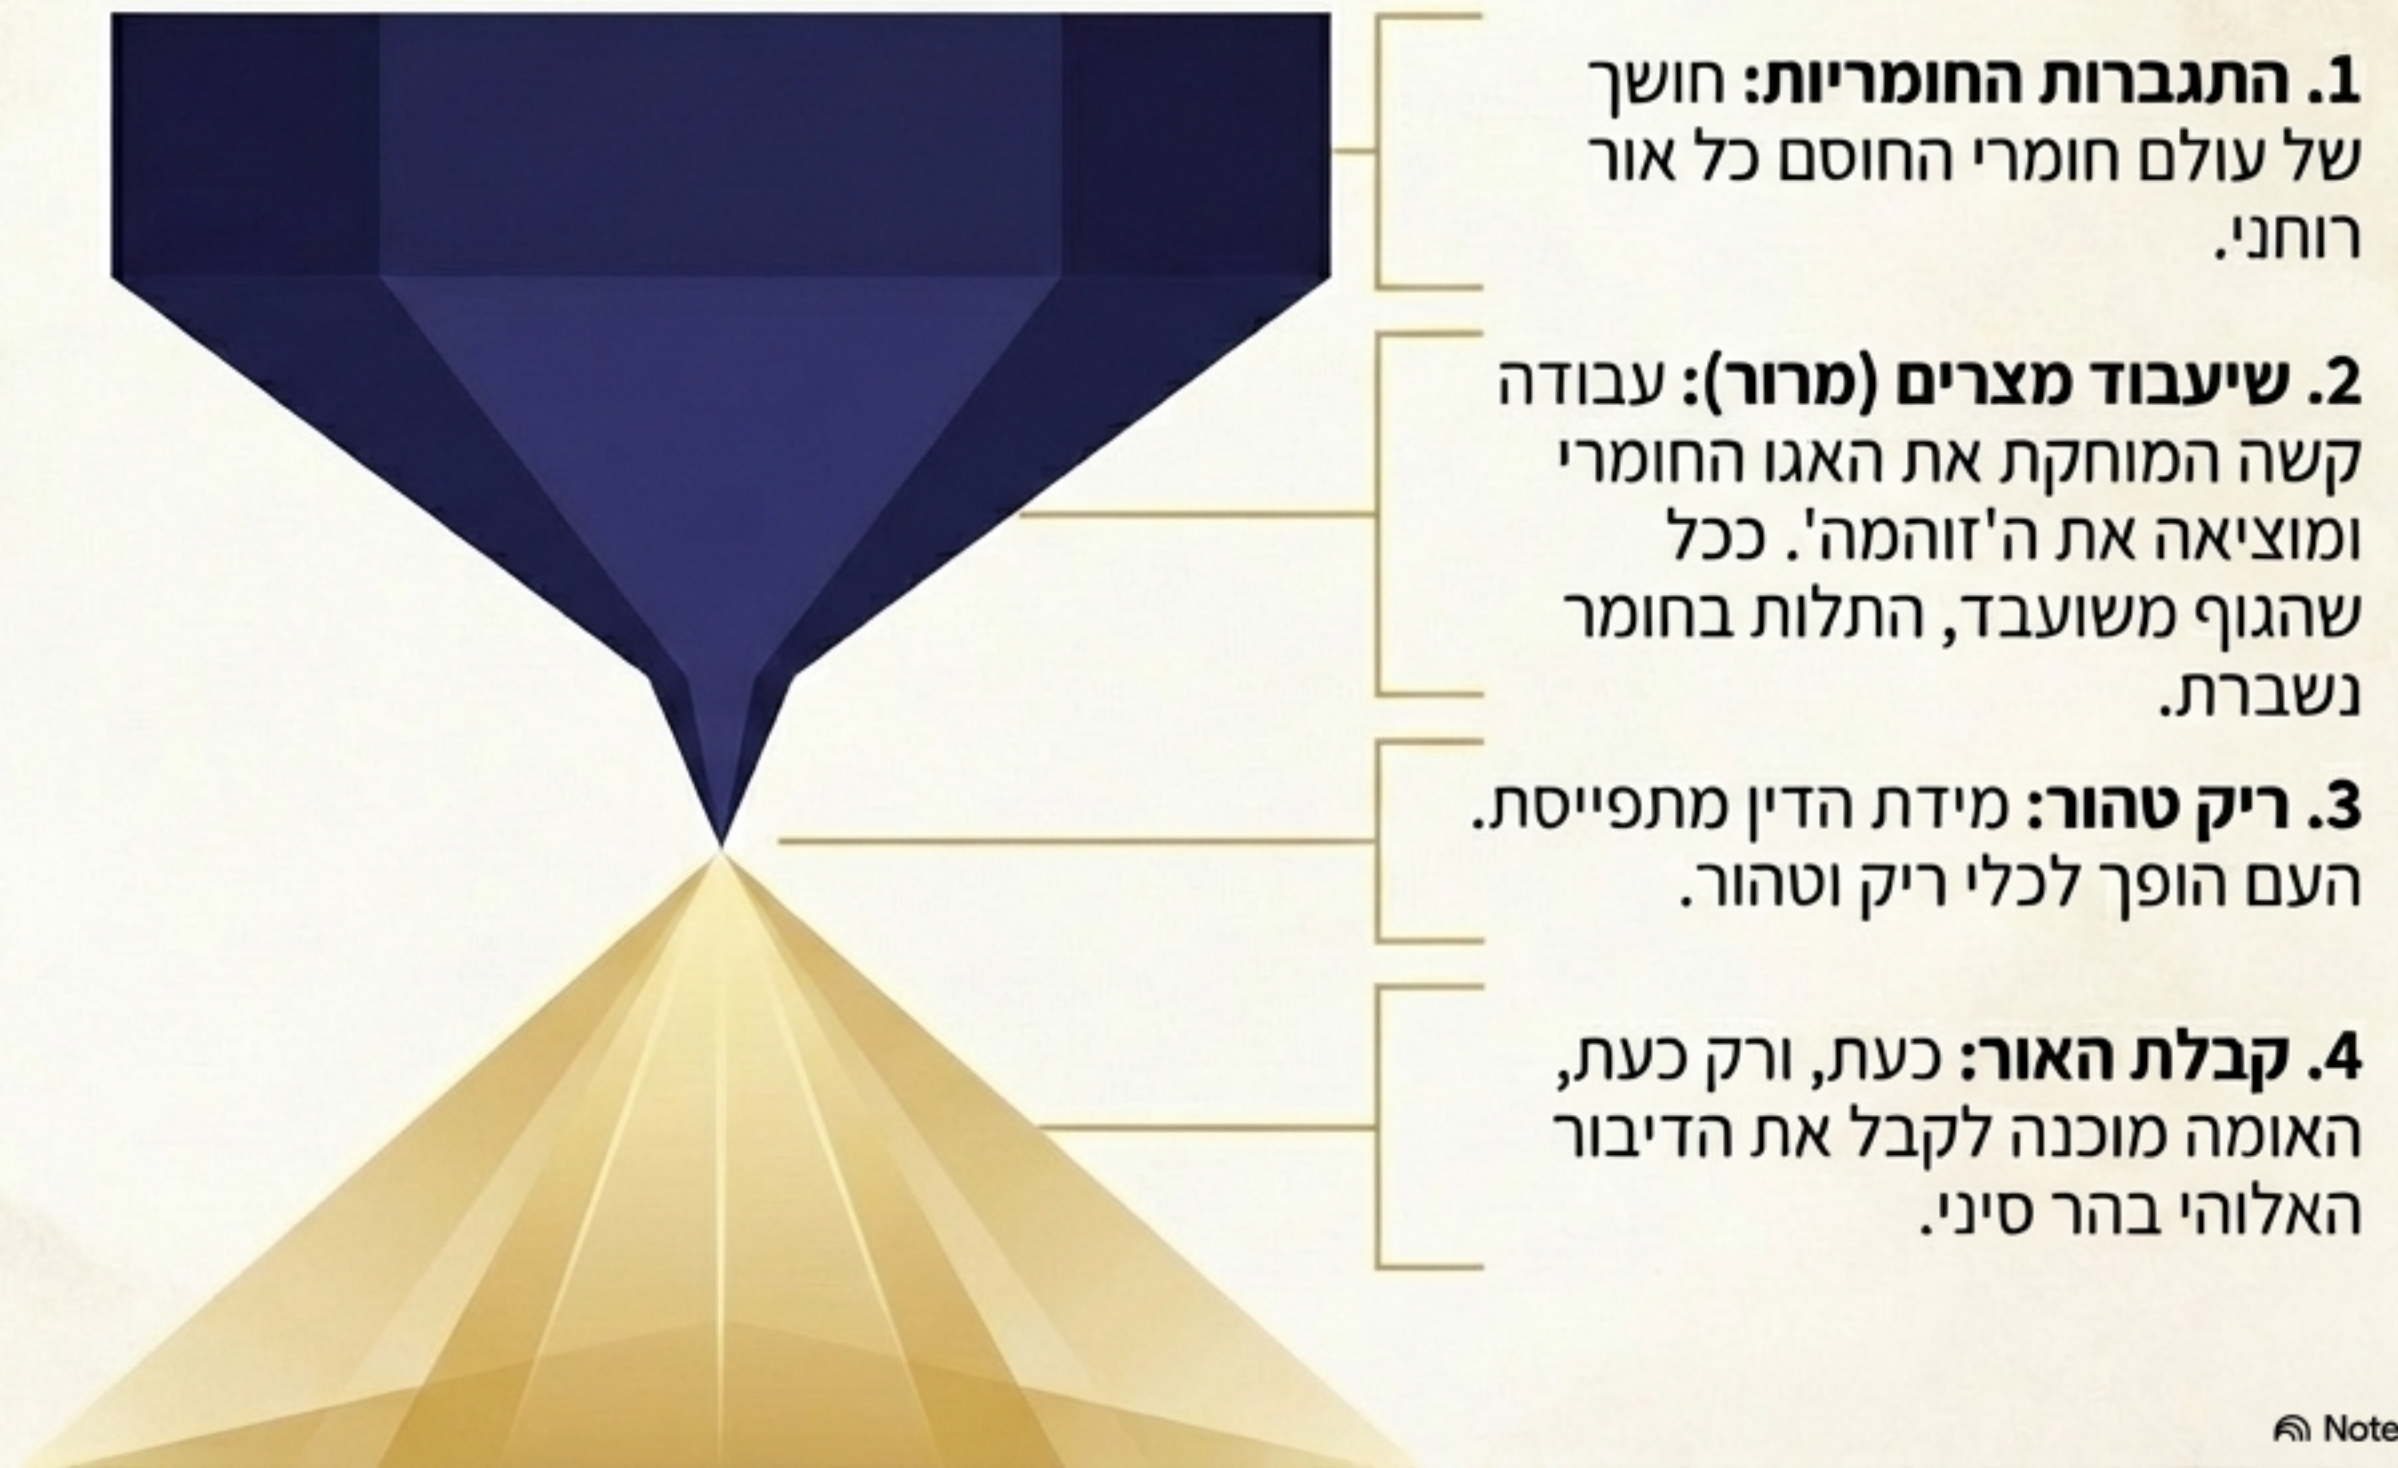 1. התגברות החומריות: חושך
של עולם חומרי החוסם כל אור
רוחני.
2. שיעבוד מצרים (מרור): עבודה
קשה המוחקת את האגו החומרי
ומוציאה את ה'זוהמה'. ככל
שהגוף משועבד, התלות בחומר
נשברת.
3. ריק טהור: מידת הדין מתפייסת.
העם הופך לכלי ריק וטהור.
4. קבלת האור: כעת, ורק כעת,
האומה מוכנה לקבל את הדיבור
האלוהי בהר סיני.
Note